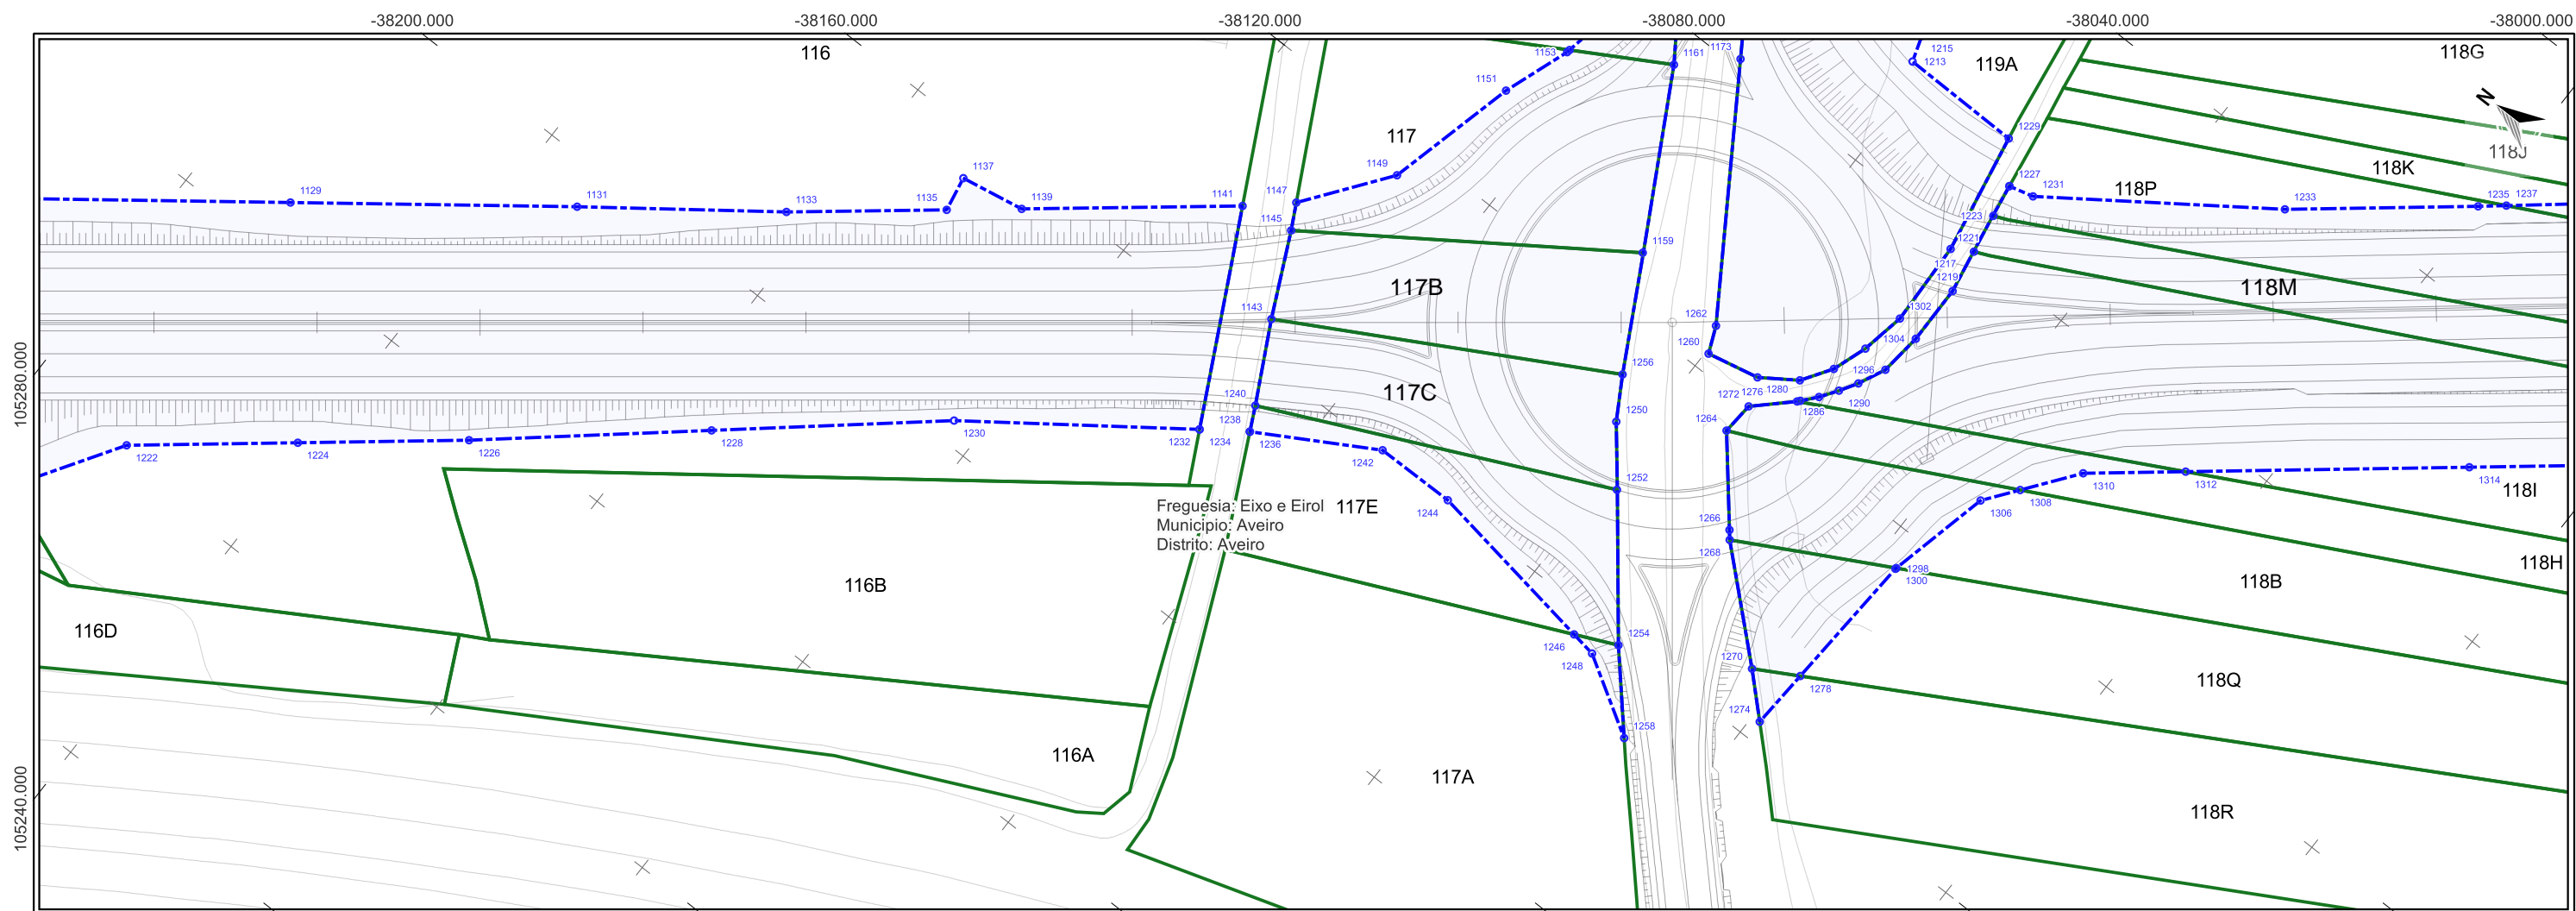 -38200.000 -38160.000 -38120.000 -38080.000 -38040.000 -38000.000
116 1153 1161 1173 1215 1213 119A 118G
1151 N
117 1229
1137 1149 118J
1129 1131 1133 1135 1139 1141 1147 1227 1231 118P 118K
1145 1223 1233 1235 1237
1159 1221
117B 1217 1219 118M
1143 1302
1262
1260 1304
105280.000 1256 1296
117C 1272 1276 1280
1240 1250 1264 1286 1290
1238
1222 1224 1226 1228 1230 1232 1234 1236 1242
1252 1310 1312 1314
118I
Freguesia: Eixo e Eirol 117E 1244 1266 1306 1308
Municipio: Aveiro
Distrito: Aveiro 1268
118H
116B 1298 118B
1300
116D 1254
1246 1270
1248 1278 118Q
1274
1258
116A
117A
105240.000 118R